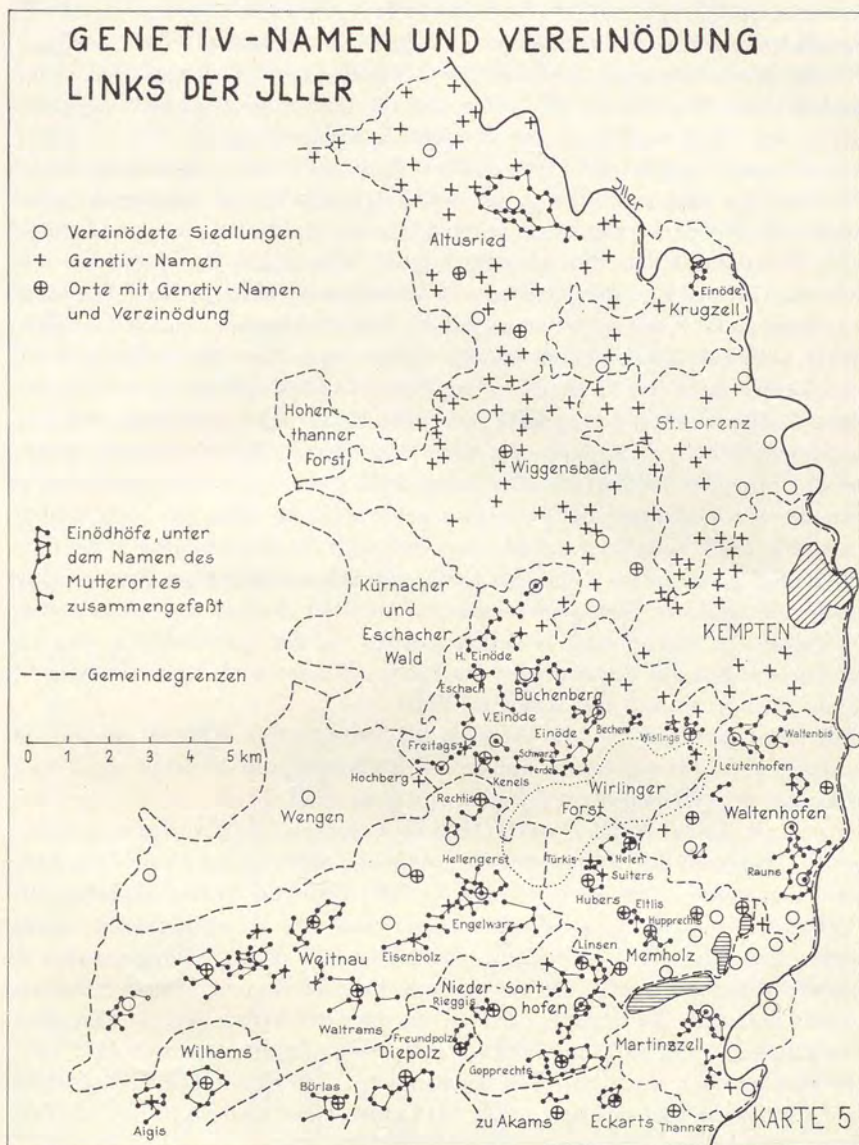 GENETIV-NAMEN UND VEREINÖDUNG
LINKS DER JLLER
Jller
○ Vereinödete Siedlungen
+ Genetiv-Namen
⊕ Orte mit Genetiv-Namen
und Vereinödung
Altusried
Einöde
Krugzell
Hohen-
thanner
Forst
St. Lorenz
Wiggensbach
Einödhöfe, unter
dem Namen des
Mutterortes
zusammengefaßt
Kürnacher
und
Eschacher
Wald
KEMPTEN
Gemeindegrenzen
H. Einöde
Eschach
Buchenberg
V. Einöde
Einöde
Bechen
Wislings
Waltenbis
Freitags
Schwarz
erde
Leutenhofen
Hochberg
Kenels
0 1 2 3 4 5 km
Rechtis
Wirlinger
Forst
Waltenhofen
Wengen
Hellengerst
Türkis
Helen
Suiters
Rauns
Hubers
Eltlis
Hupprechts
Engelwarz
Eisenbolz
Linsen
Memholz
Weitnau
Nieder-Sont-
hofen
Rieggis
Waltrams
Freundpolz
Martinszell
Wilhams
Diepolz
Gopprechts
Börlas
Aigis
zu Akams
Eckarts
Thanners
KARTE 5